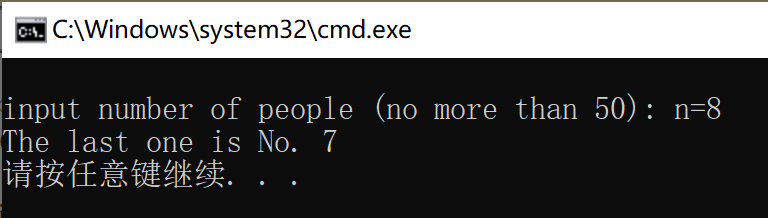 C:\Windows\system32\cmd.exe
input number of people (no more than 50): n=8
The last one is No. 7
请按任意键继续. . .